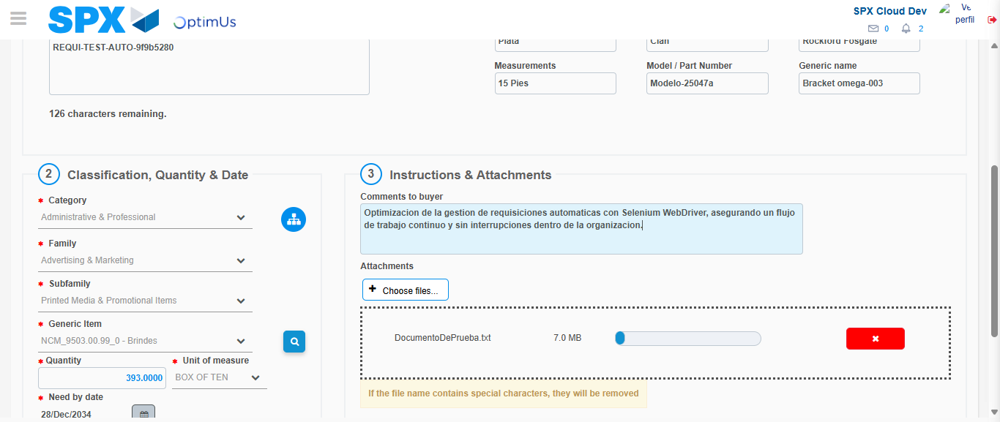 SPX OptimUs
SPX Cloud Dev
Ve
perfil
0
2
REQUI-TEST-AUTO-9f9b5280
Plata
Clan
Rockford Fosgate
Measurements
Model / Part Number
Generic name
15 Pies
Modelo-25047a
Bracket omega-003
126 characters remaining.
2 Classification, Quantity & Date
* Category
Administrative & Professional
* Family
Advertising & Marketing
* Subfamily
Printed Media & Promotional Items
* Generic Item
NCM_9503.00.99_0 - Brindes
* Quantity
* Unit of measure
393.0000
BOX OF TEN
* Need by date
28/Dec/2034
3 Instructions & Attachments
Comments to buyer
Optimizacion de la gestion de requisiciones automaticas con Selenium WebDriver, asegurando un flujo
de trabajo continuo y sin interrupciones dentro de la organizacion.
Attachments
+ Choose files...
DocumentoDePrueba.txt
7.0 MB
If the file name contains special characters, they will be removed